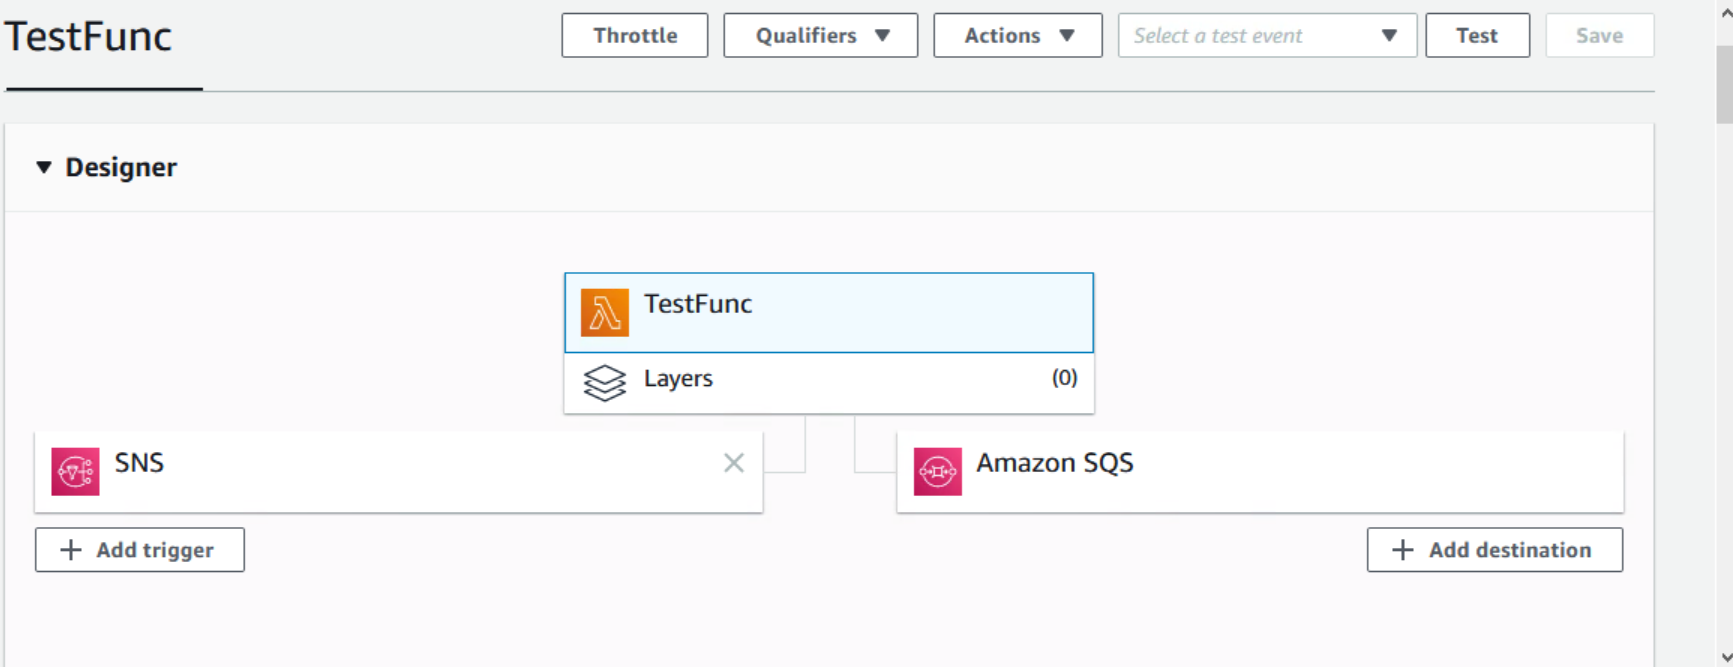 TestFunc
Throttle Qualifiers Actions Select a test event Test Save
Designer
TestFunc
Layers (0)
SNS
Amazon SQS
Add trigger
Add destination